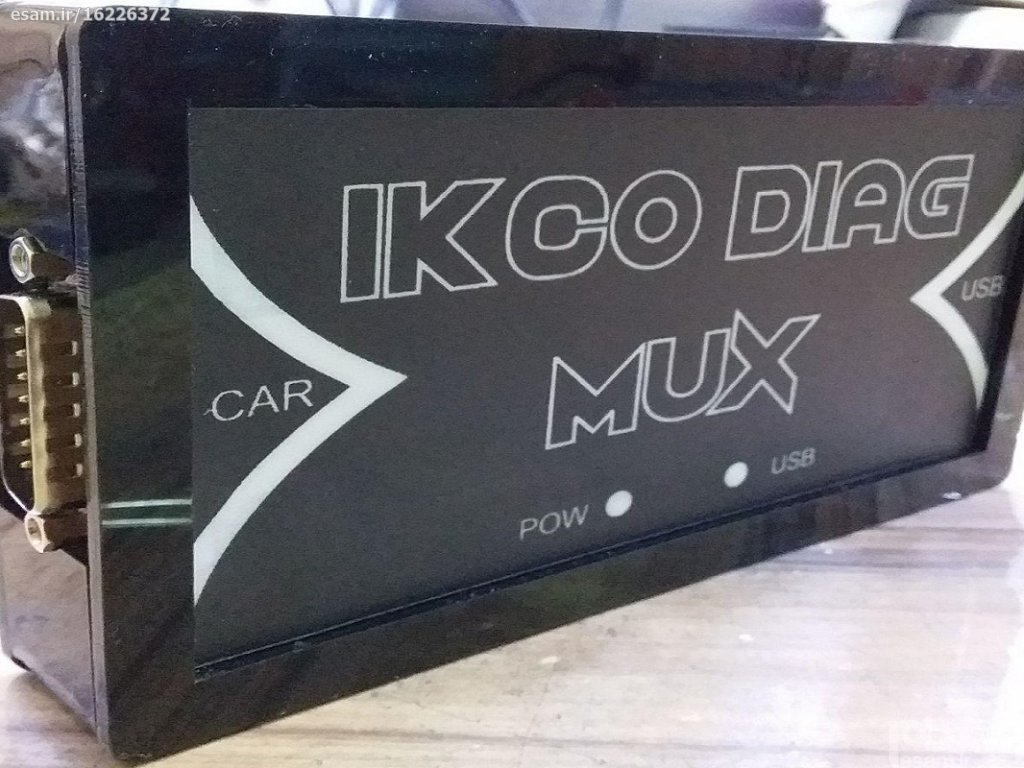 esam.ir/16226372
IKCO DIAG
MUX
CAR
USB
POW
USB